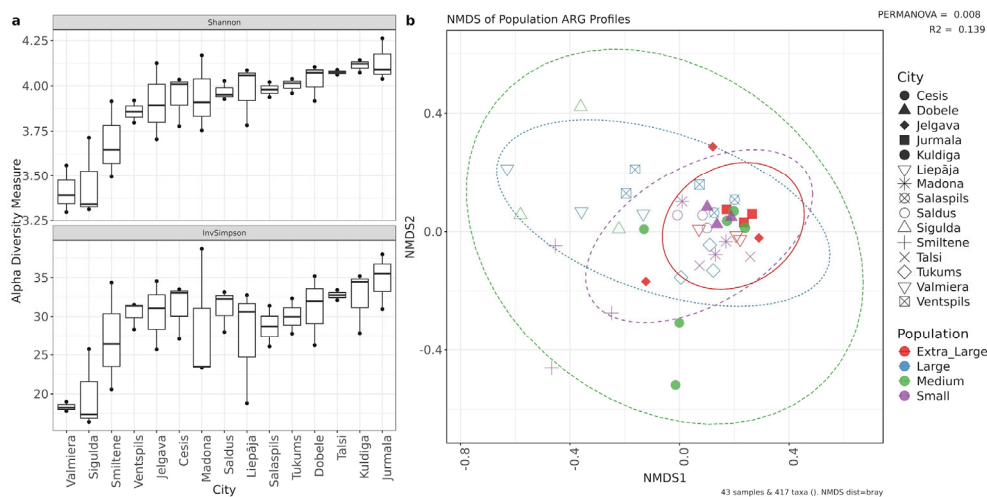 a
Shannon
4.25
4.00
3.75
3.50
3.25
InvSimpson
35
30
25
20
Alpha Diversity Measure
Valmiera
Sigulda
Smiltene
Ventspils
Jelgava
Cesis
Madona
Saldus
Liepāja
Salaspils
Tukums
Dobele
Talsi
Kuldiga
Jurmala
City
b
NMDS of Population ARG Profiles
PERMANOVA = 0.008
R2 = 0.139
0.4
0.0
-0.4
NMDS2
-0.8
0.0
0.4
NMDS1
43 samples & 417 taxa (). NMDS dist=bray
City
Cesis
Dobele
Jelgava
Jurmala
Kuldiga
Liepāja
Madona
Salaspils
Saldus
Sigulda
Smiltene
Talsi
Tukums
Valmiera
Ventspils
Population
Extra_Large
Large
Medium
Small